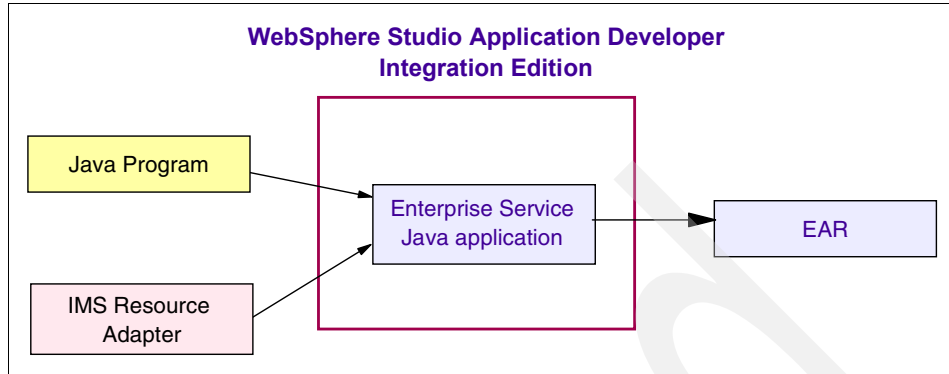 WebSphere Studio Application Developer
Integration Edition
Java Program
Enterprise Service
Java application
EAR
IMS Resource
Adapter